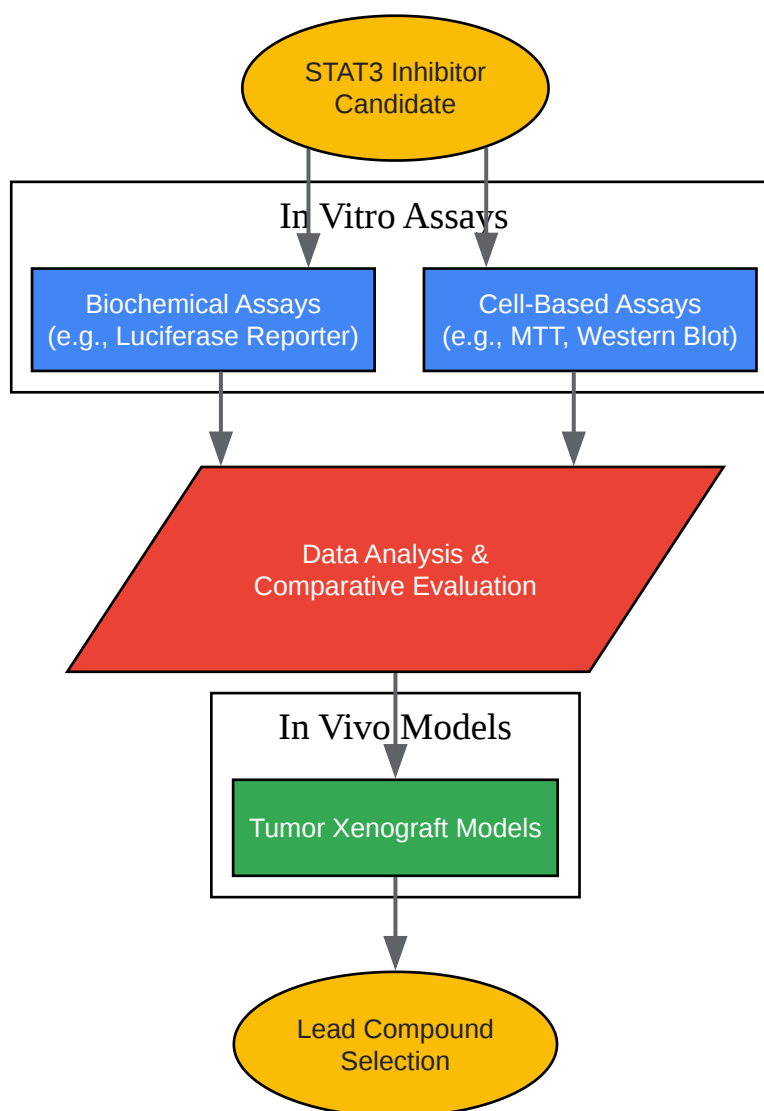 STAT3 Inhibitor
Candidate
In Vitro Assays
Biochemical Assays
(e.g., Luciferase Reporter)
Cell-Based Assays
(e.g., MTT, Western Blot)
Data Analysis &
Comparative Evaluation
In Vivo Models
Tumor Xenograft Models
Lead Compound
Selection